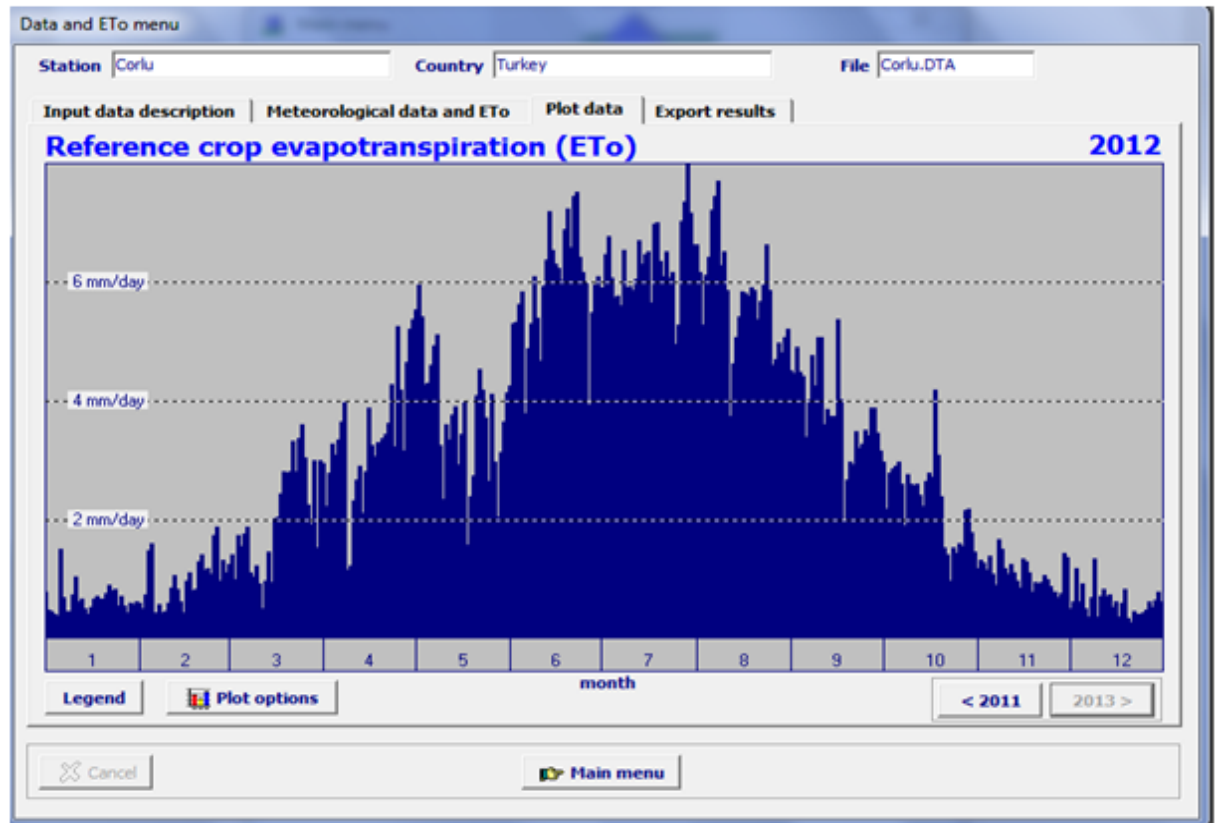 Data and ETo menu
Station Corlu Country Turkey File Corlu.DTA
Input data description Meteorological data and ETo Plot data Export results
Reference crop evapotranspiration (ETo) 2012
6 mm/day
4 mm/day
2 mm/day
1 2 3 4 5 6 7 8 9 10 11 12
month
Legend Plot options < 2011 2013 >
Cancel Main menu